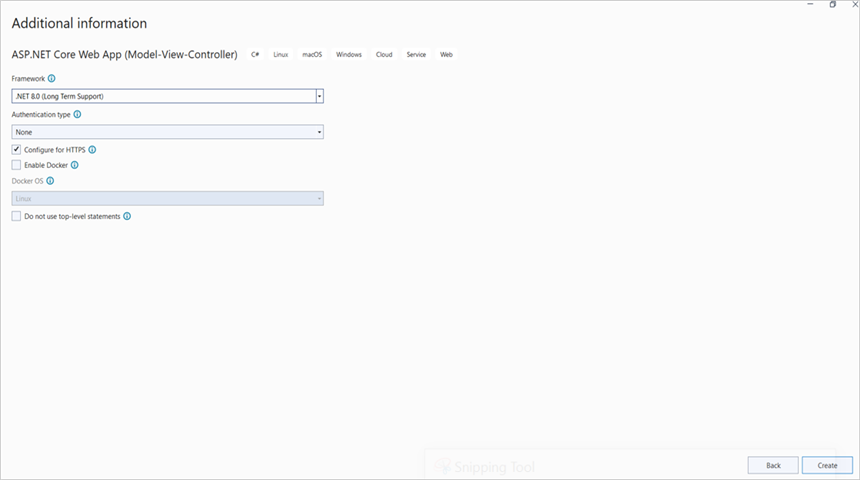 Additional information
ASP.NET Core Web App (Model-View-Controller) C# Linux macOS Windows Cloud Service Web
Framework
.NET 8.0 (Long Term Support)
Authentication type
None
Configure for HTTPS
Enable Docker
Docker OS
Linux
Do not use top-level statements
Snipping Tool
Back Create